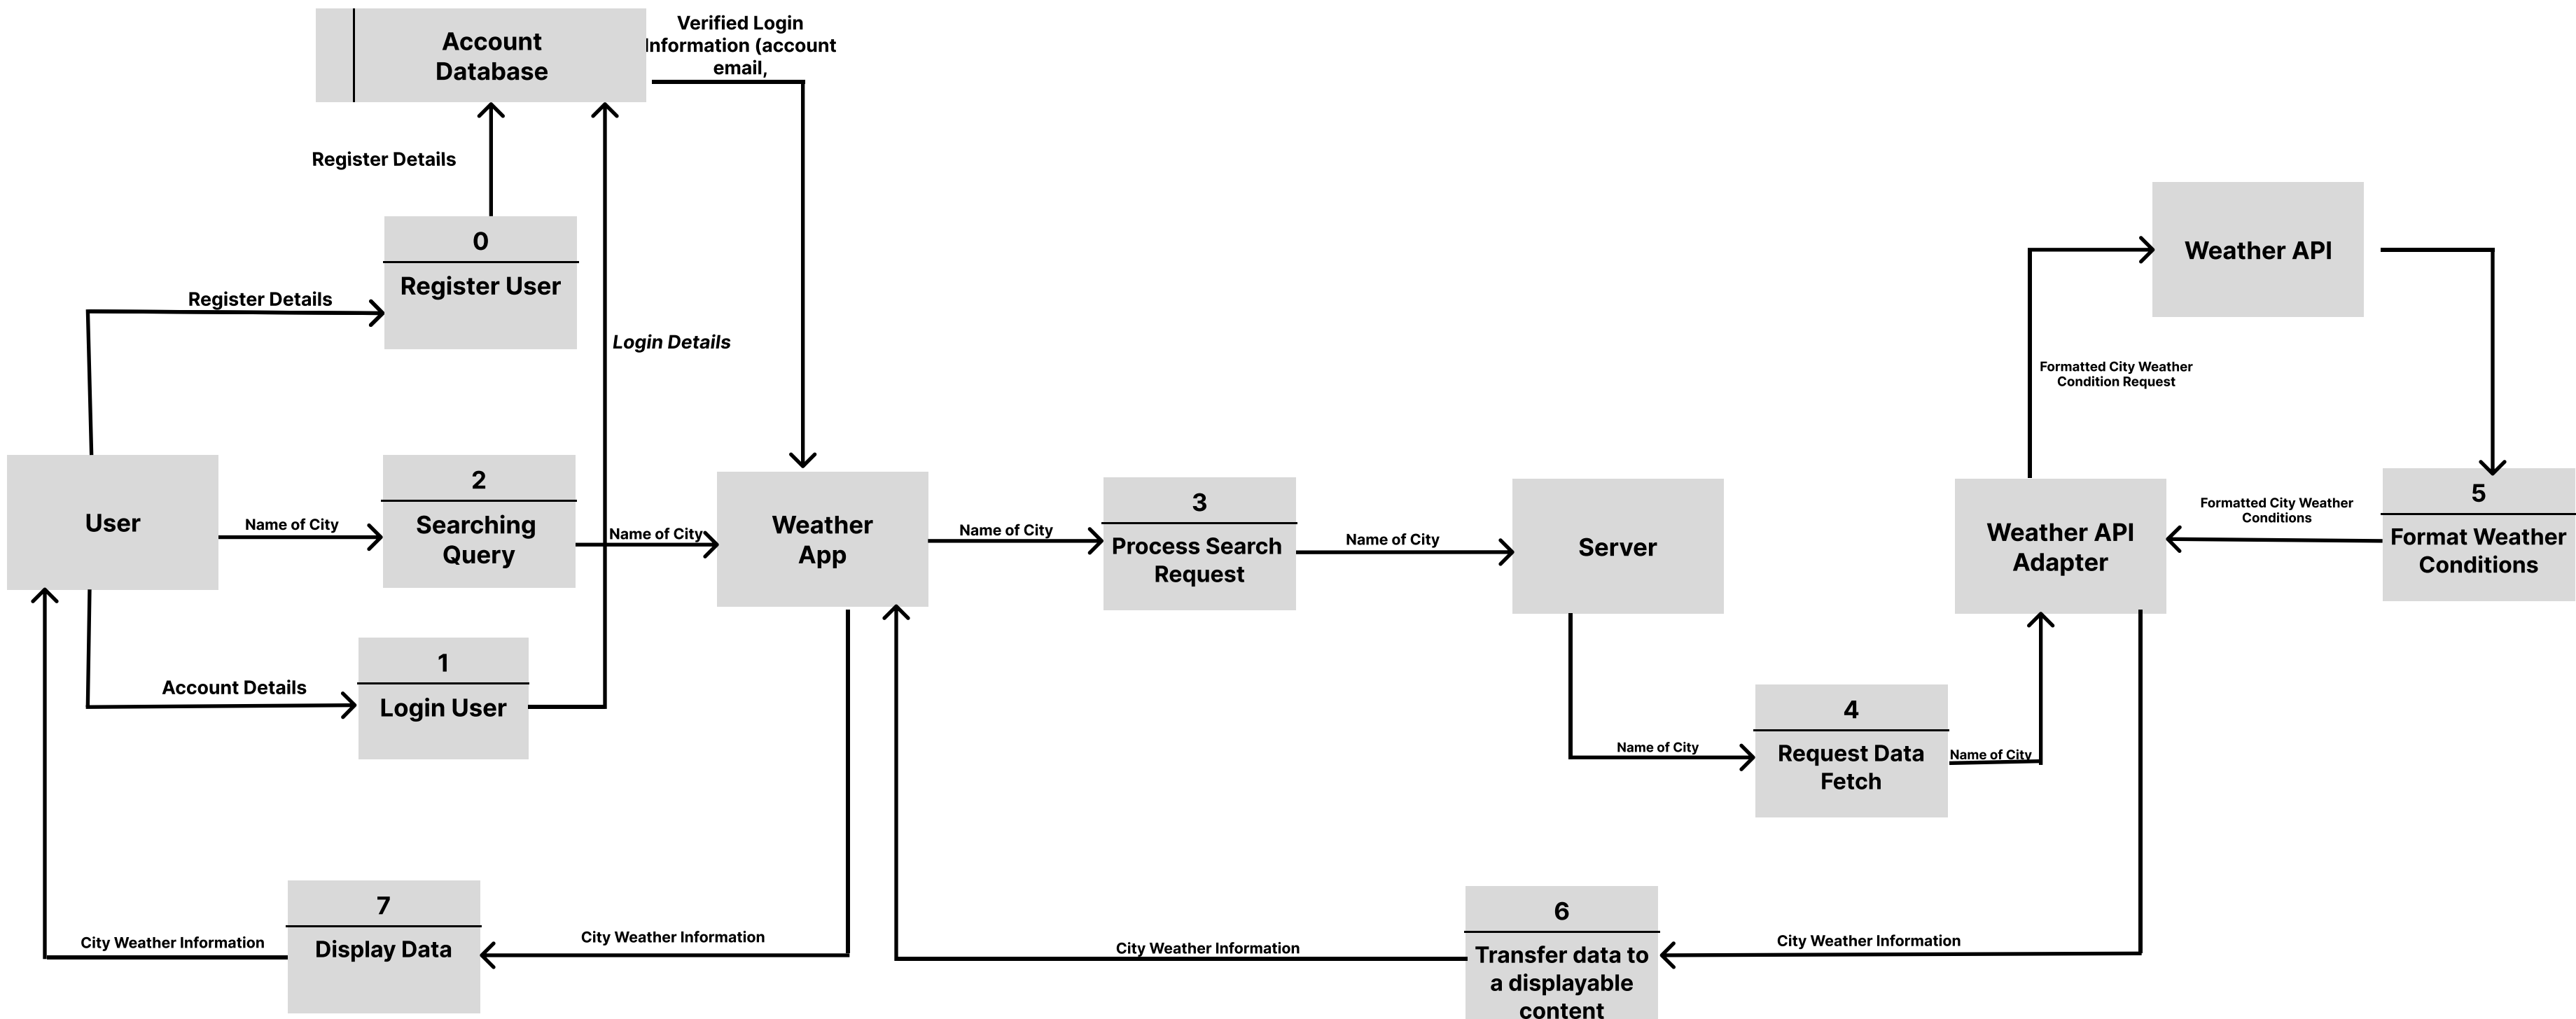 Account
Database
Verified Login
Information (account
email,
Register Details
0
Register User
Register Details
Login Details
Weather API
Formatted City Weather
Condition Request
User
Name of City
2
Searching
Query
Name of City
Weather
App
Name of City
3
Process Search
Request
Name of City
Server
Weather API
Adapter
Formatted City Weather
Conditions
5
Format Weather
Conditions
Account Details
1
Login User
Name of City
4
Request Data
Fetch
Name of City
City Weather Information
7
Display Data
City Weather Information
City Weather Information
6
Transfer data to
a displayable
content
City Weather Information